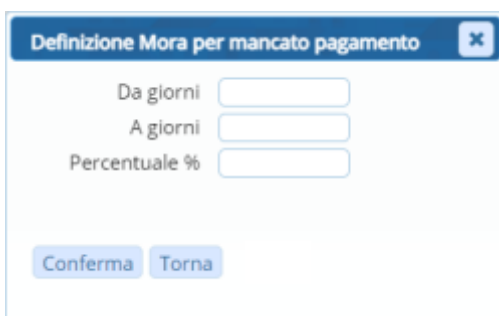 Definizione Mora per mancato pagamento
Da giorni
A giorni
Percentuale %
Conferma Torna